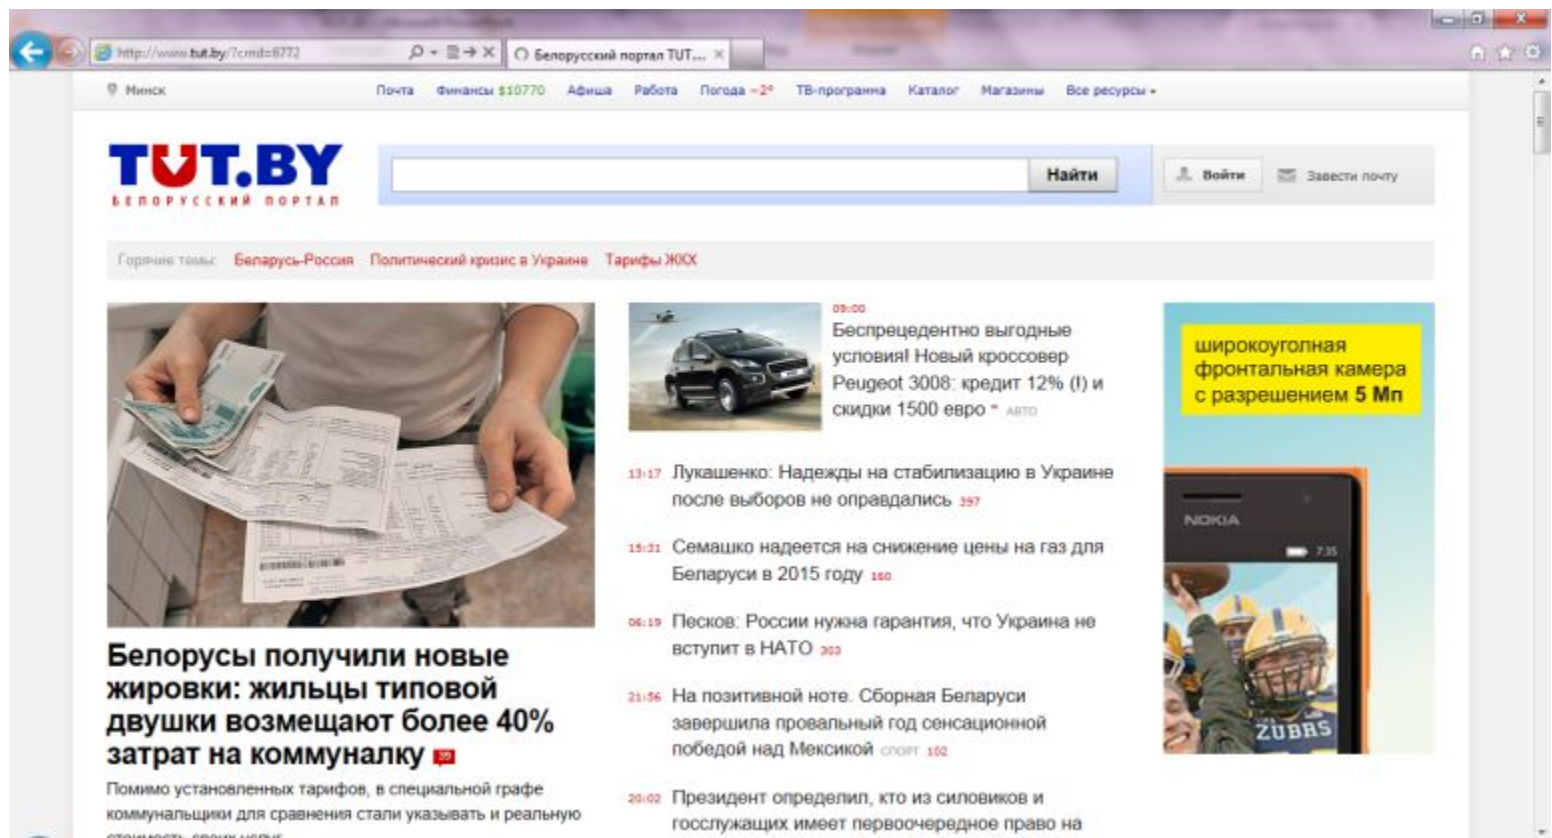 http://www.tut.by/?cmd=6772
Белорусский портал TUT....
Минск
Почта Финансы $10770 Афиша Работа Погода −2° ТВ-программа Каталог Магазины Все ресурсы
TUT.BY
БЕЛОРУССКИЙ ПОРТАЛ
Найти
Войти
Завести почту
Горячие темы: Беларусь-Россия Политический кризис в Украине Тарифы ЖКХ
Белорусы получили новые
жировки: жильцы типовой
двушки возмещают более 40%
затрат на коммуналку
Помимо установленных тарифов, в специальной графе
коммунальщики для сравнения стали указывать и реальную
стоимость своих услуг
09:00
Беспрецедентно выгодные
условия! Новый кроссовер
Peugeot 3008: кредит 12% (!) и
скидки 1500 евро * АВТО
13:17 Лукашенко: Надежды на стабилизацию в Украине
после выборов не оправдались 397
15:31 Семашко надеется на снижение цены на газ для
Беларуси в 2015 году 160
06:19 Песков: России нужна гарантия, что Украина не
вступит в НАТО 303
21:56 На позитивной ноте. Сборная Беларуси
завершила провальный год сенсационной
победой над Мексикой СПОРТ 102
20:02 Президент определил, кто из силовиков и
госслужащих имеет первоочередное право на
широкоугольная
фронтальная камера
с разрешением 5 Мп
NOKIA
7:35
ZUBRS